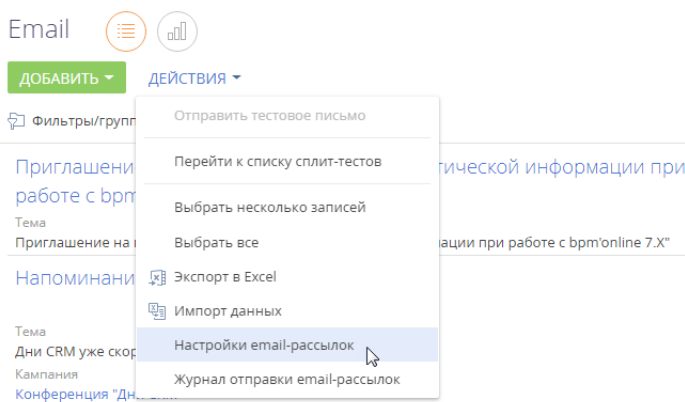 Email
ДОБАВИТЬ ДЕЙСТВИЯ
Фильтры/групп
Отправить тестовое письмо
Перейти к списку сплит-тестов
Выбрать несколько записей
Выбрать все
Экспорт в Excel
Импорт данных
Настройки email-рассылок
Журнал отправки email-рассылок
Приглашени тической информации при
работе с bpm
Тема
Приглашение на ации при работе с bpm'online 7.X"
Напоминани
Тема
Дни CRM уже скор
Кампания
Конференция "Дн